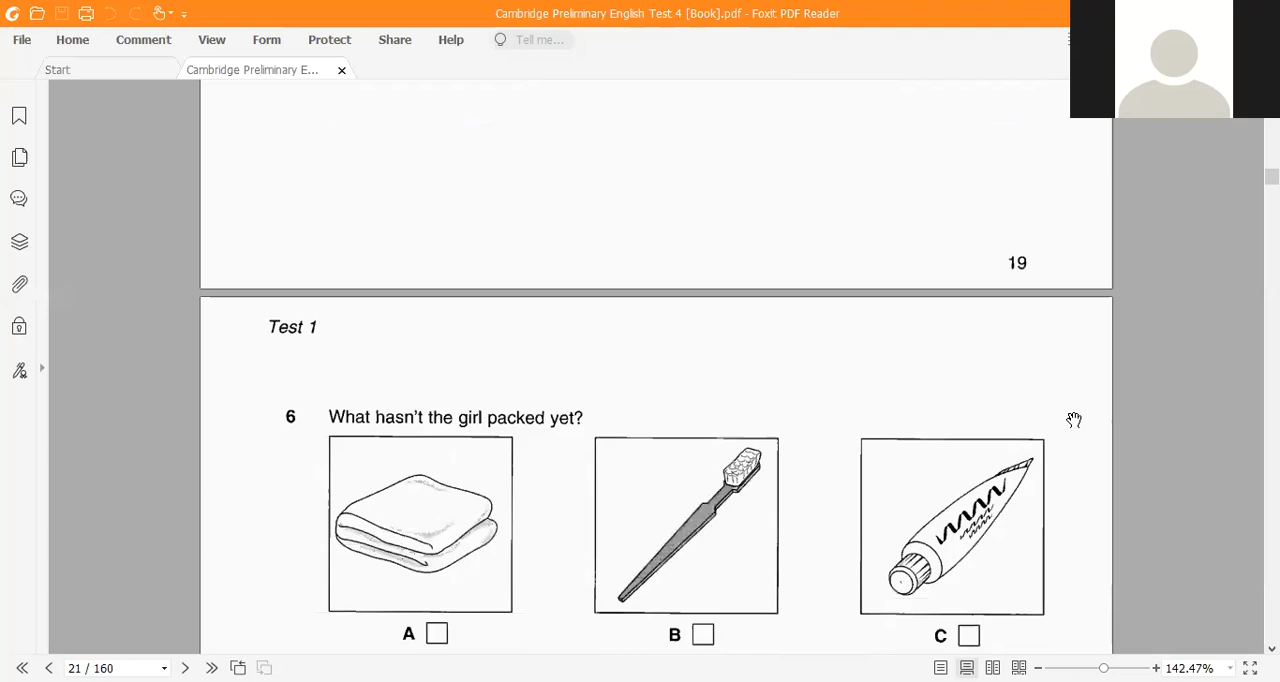 Cambridge Preliminary English Test 4 [Book].pdf - Foxit PDF Reader
File Home Comment View Form Protect Share Help Tell me...
Start Cambridge Preliminary E...
19
Test 1
6 What hasn't the girl packed yet?
A B C
21 / 160 142.47%